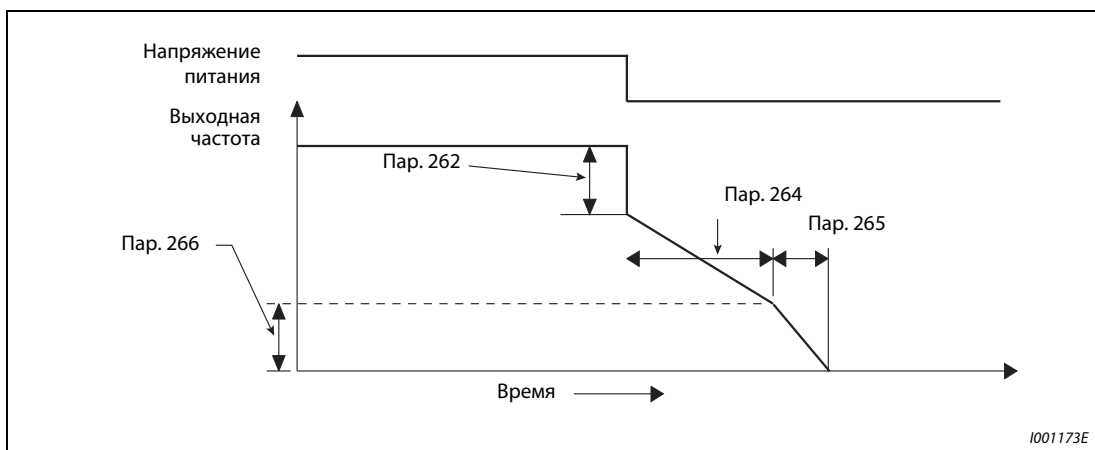 Напряжение
питания
Выходная
частота
Пар. 262
Пар. 264
Пар. 265
Пар. 266
Время
I001173E